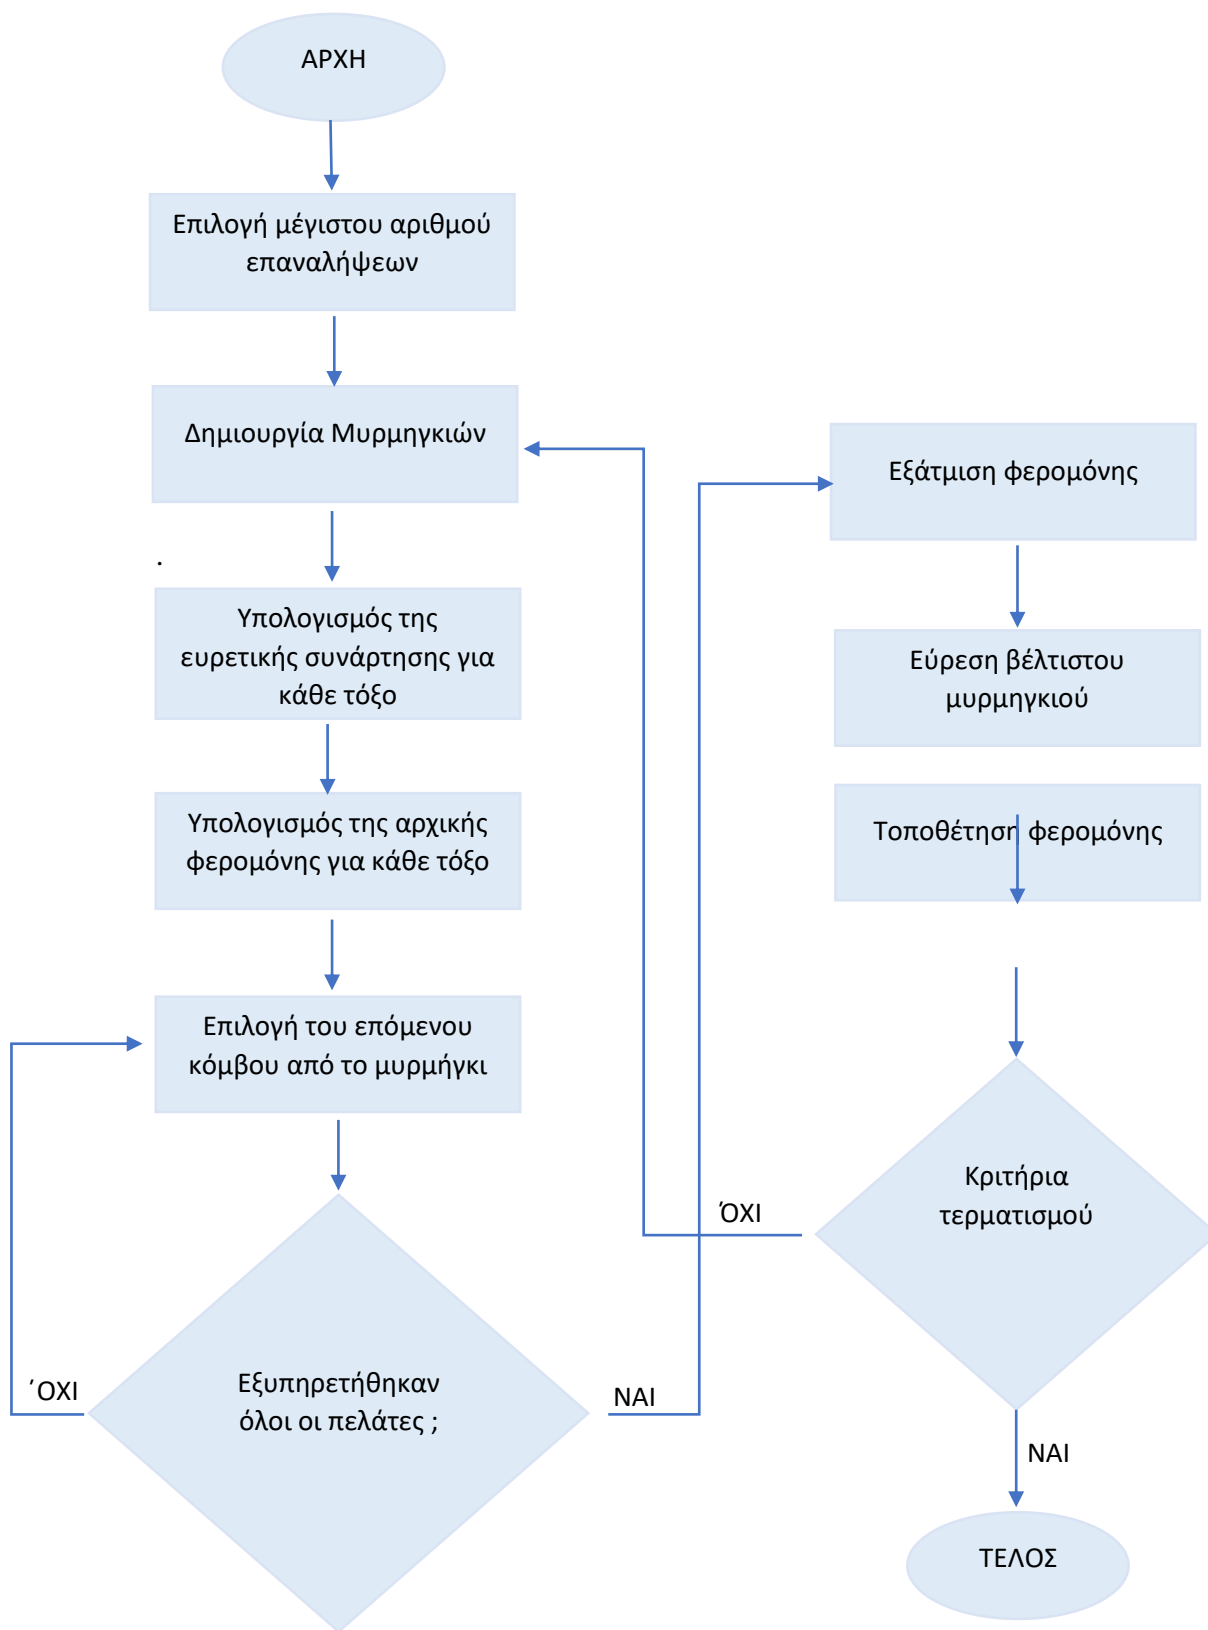 ΑΡΧΗ
Επιλογή μέγιστου αριθμού
επαναλήψεων
Δημιουργία Μυρμηγκιών
.
Υπολογισμός της
ευρετικής συνάρτησης για
κάθε τόξο
Υπολογισμός της αρχικής
φερομόνης για κάθε τόξο
Επιλογή του επόμενου
κόμβου από το μυρμήγκι
΄ΟΧΙ
Εξυπηρετήθηκαν
όλοι οι πελάτες ;
ΝΑΙ
Εξάτμιση φερομόνης
Εύρεση βέλτιστου
μυρμηγκιού
Τοποθέτηση φερομόνης
Κριτήρια
τερματισμού
ΌΧΙ
ΝΑΙ
ΤΕΛΟΣ